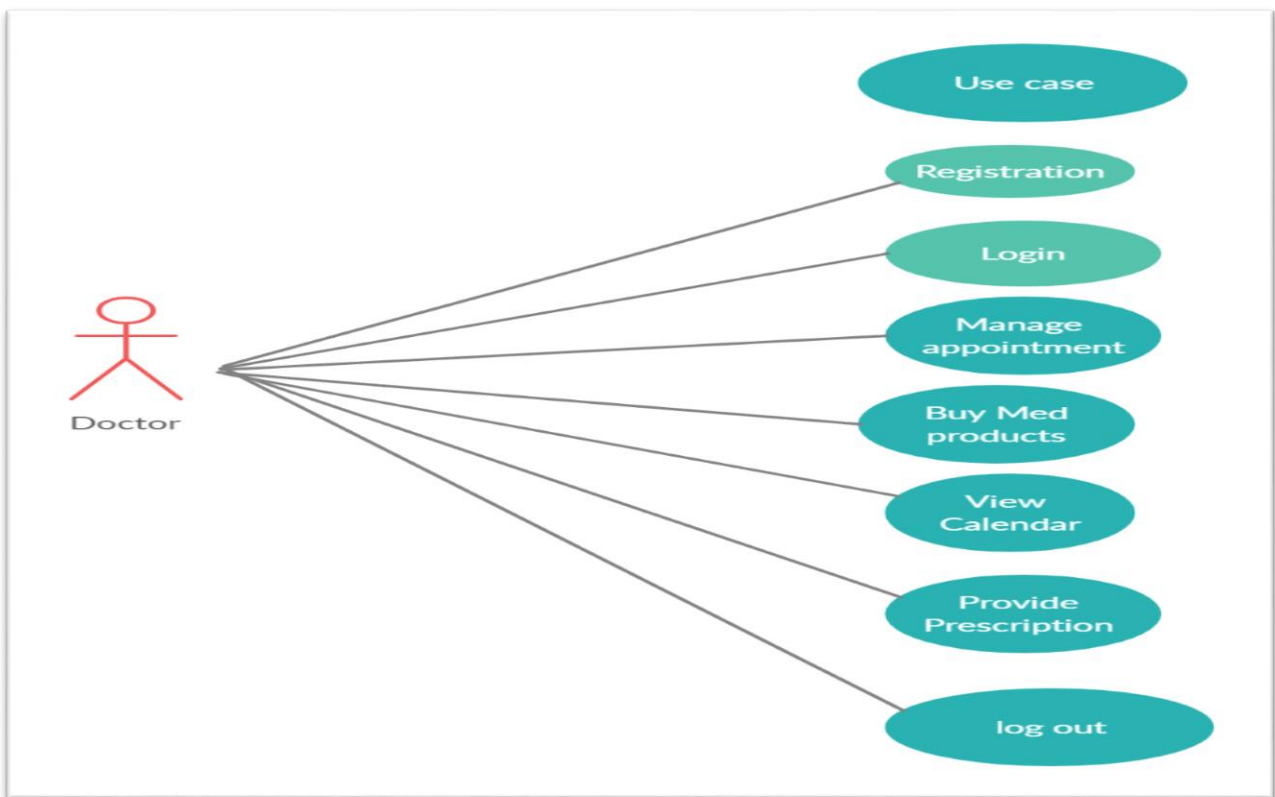 Use case
Registration
Login
Manage
appointment
Doctor
Buy Med
products
View
Calendar
Provide
Prescription
log out